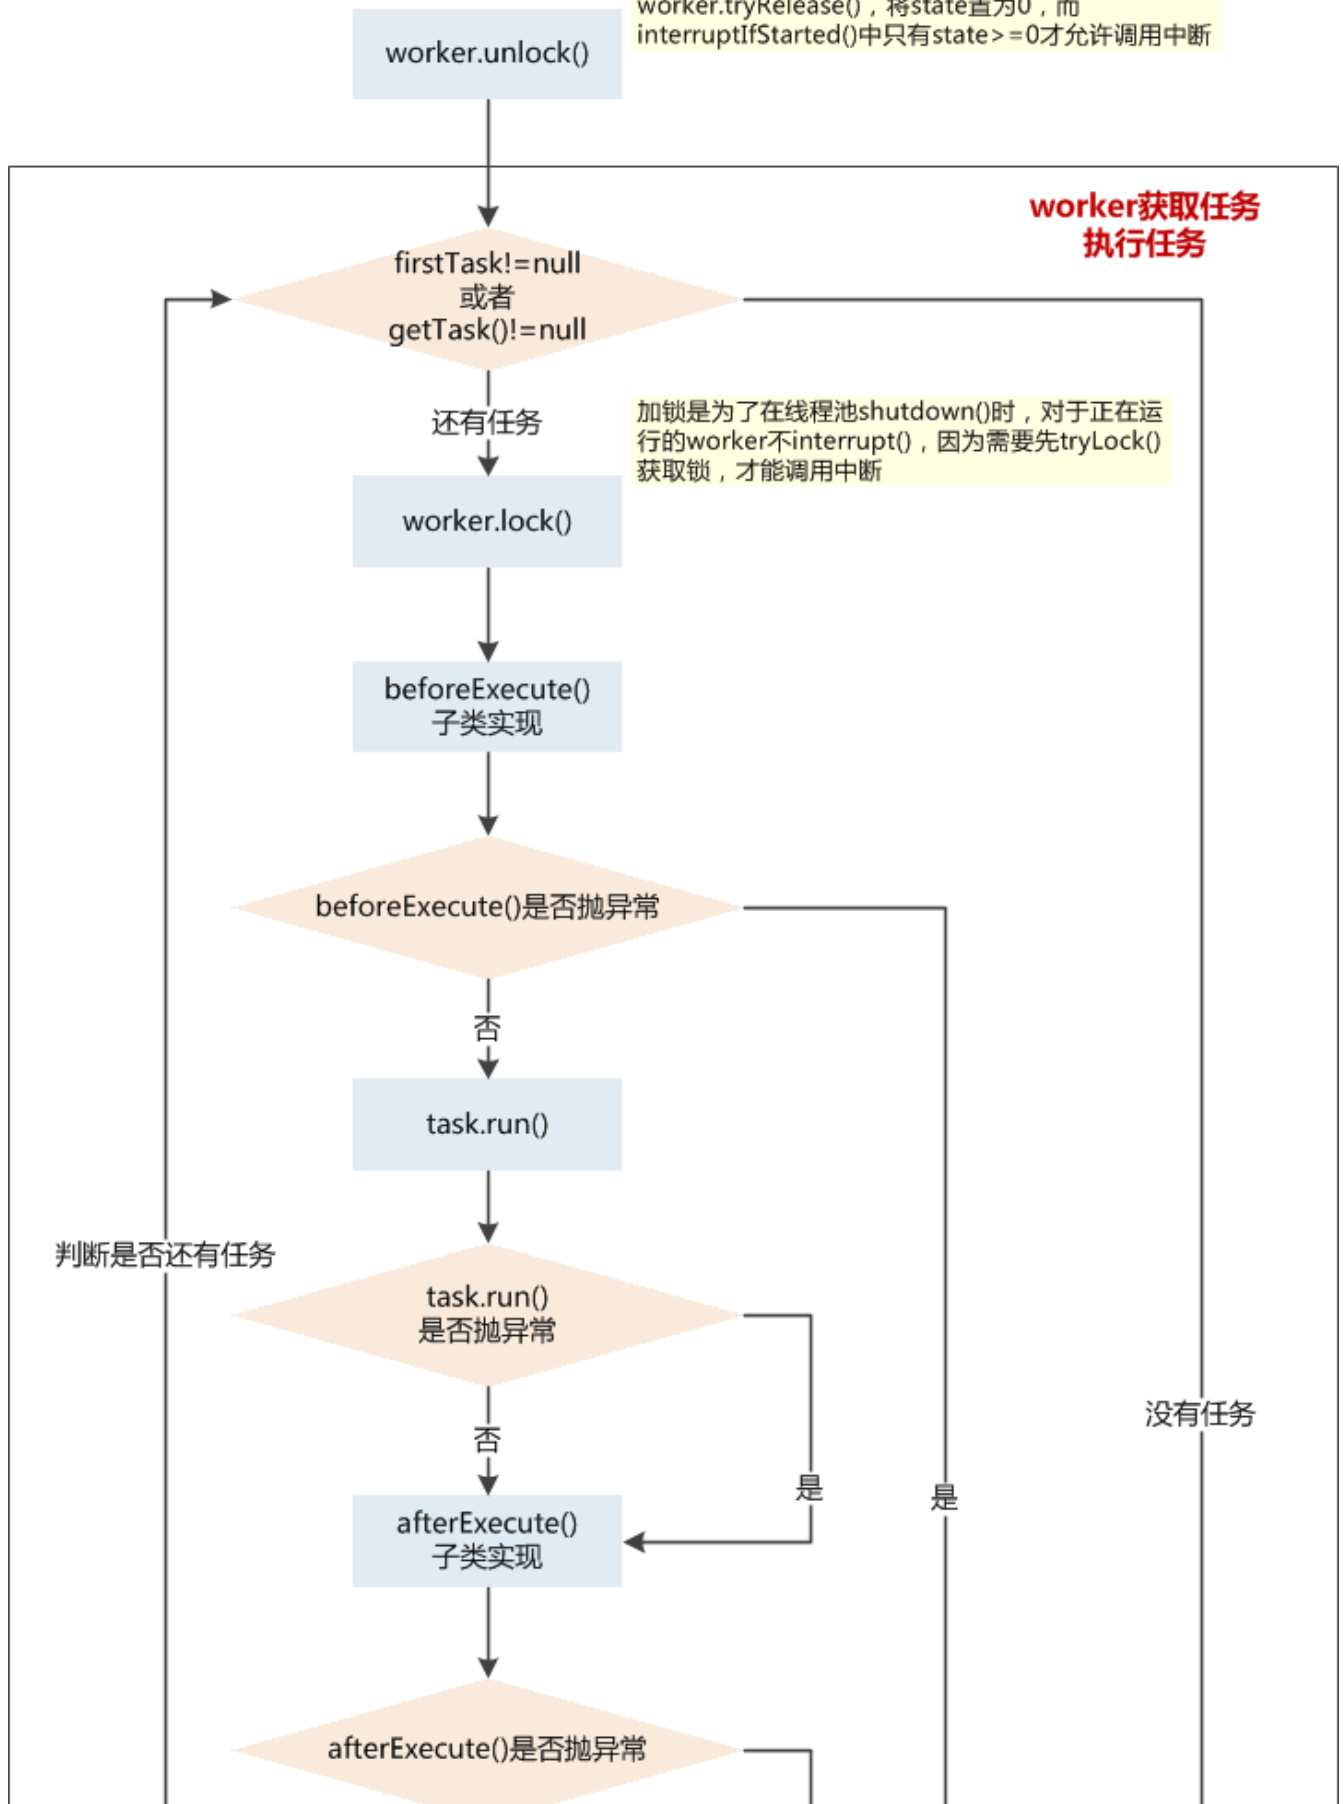 worker.tryRelease()，将state置为0，而
interruptIfStarted()中只有state>=0才允许调用中断
worker.unlock()
worker获取任务
执行任务
firstTask!=null
或者
getTask()!=null
还有任务
加锁是为了在线程池shutdown()时，对于正在运
行的worker不interrupt()，因为需要先tryLock()
获取锁，才能调用中断
worker.lock()
beforeExecute()
子类实现
beforeExecute()是否抛异常
否
task.run()
判断是否还有任务
task.run()
是否抛异常
没有任务
否
是
是
afterExecute()
子类实现
afterExecute()是否抛异常